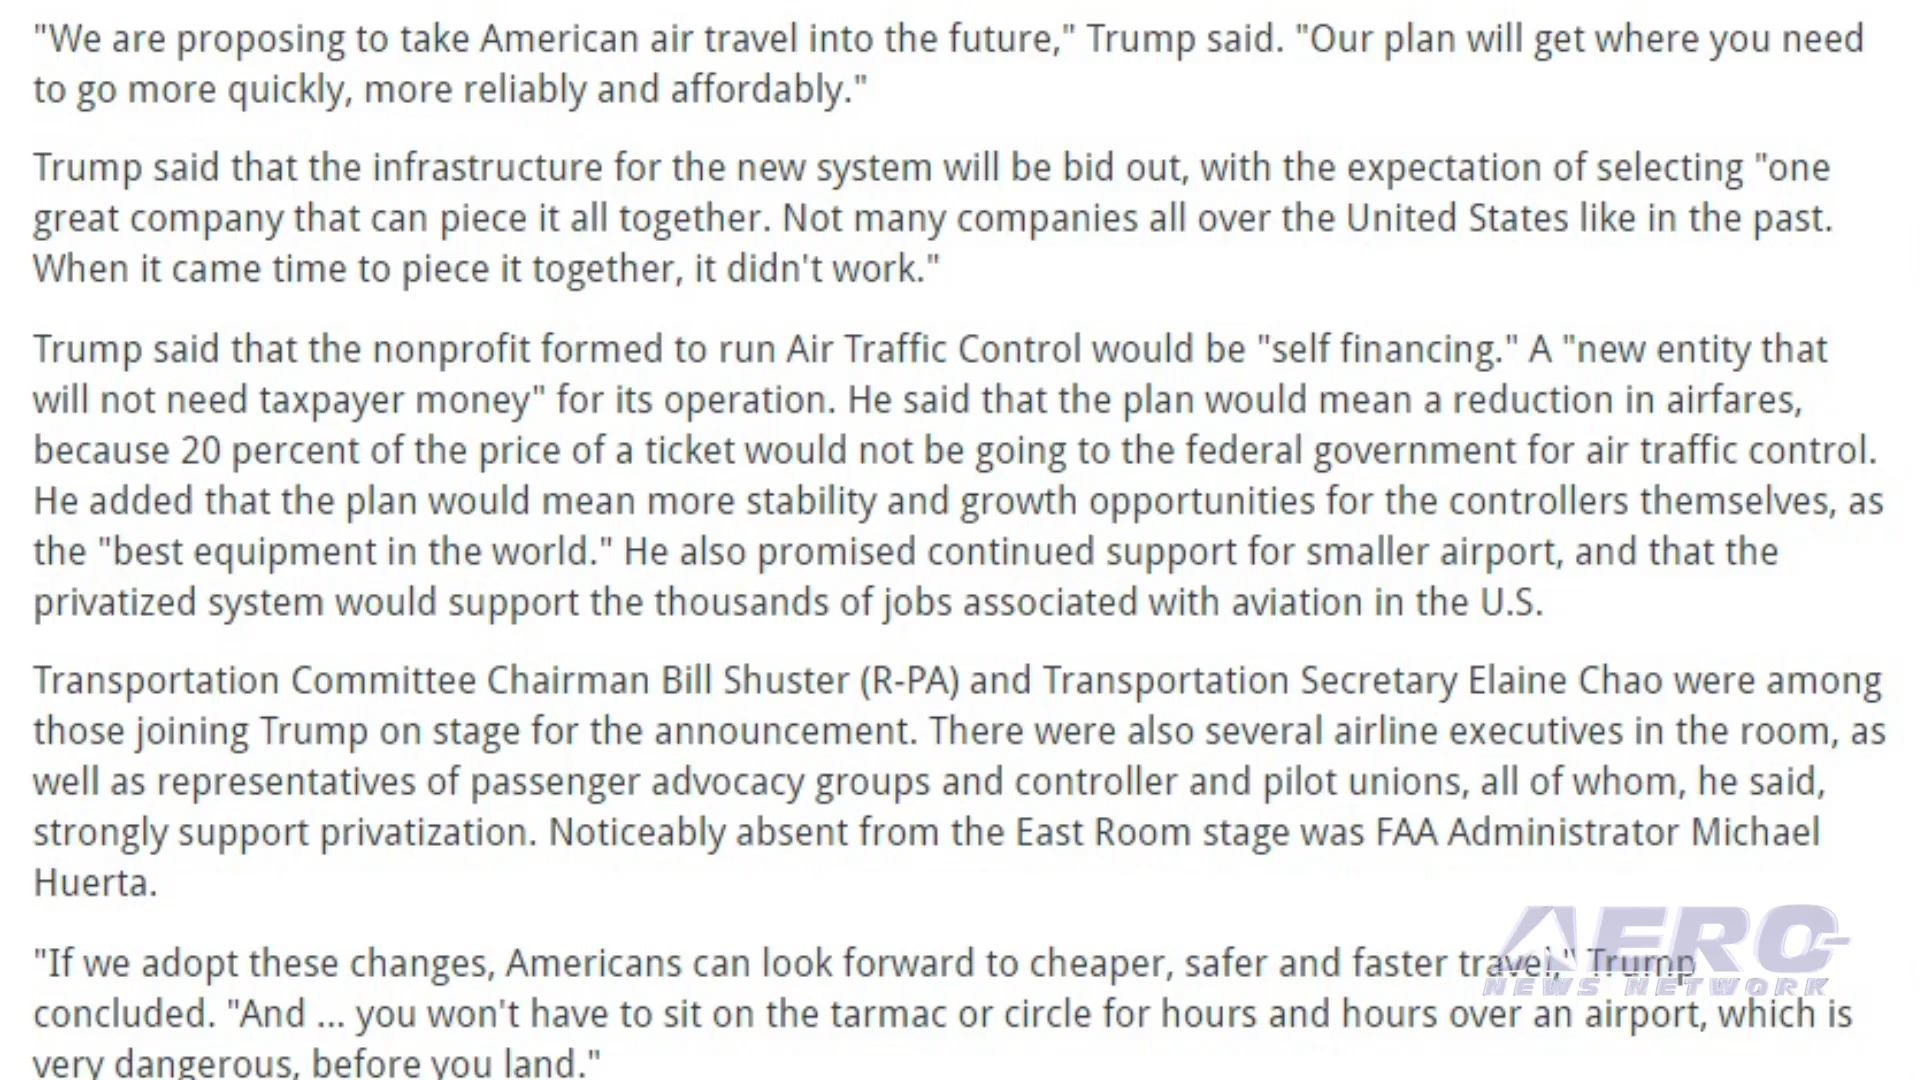 "We are proposing to take American air travel into the future," Trump said. "Our plan will get where you need
to go more quickly, more reliably and affordably."
Trump said that the infrastructure for the new system will be bid out, with the expectation of selecting "one
great company that can piece it all together. Not many companies all over the United States like in the past.
When it came time to piece it together, it didn't work."
Trump said that the nonprofit formed to run Air Traffic Control would be "self financing." A "new entity that
will not need taxpayer money" for its operation. He said that the plan would mean a reduction in airfares,
because 20 percent of the price of a ticket would not be going to the federal government for air traffic control.
He added that the plan would mean more stability and growth opportunities for the controllers themselves, as
the "best equipment in the world." He also promised continued support for smaller airport, and that the
privatized system would support the thousands of jobs associated with aviation in the U.S.
Transportation Committee Chairman Bill Shuster (R-PA) and Transportation Secretary Elaine Chao were among
those joining Trump on stage for the announcement. There were also several airline executives in the room, as
well as representatives of passenger advocacy groups and controller and pilot unions, all of whom, he said,
strongly support privatization. Noticeably absent from the East Room stage was FAA Administrator Michael
Huerta.
"If we adopt these changes, Americans can look forward to cheaper, safer and faster travel," Trump
concluded. "And ... you won't have to sit on the tarmac or circle for hours and hours over an airport, which is
very dangerous, before you land."
AERO-
NEWS NETWORK